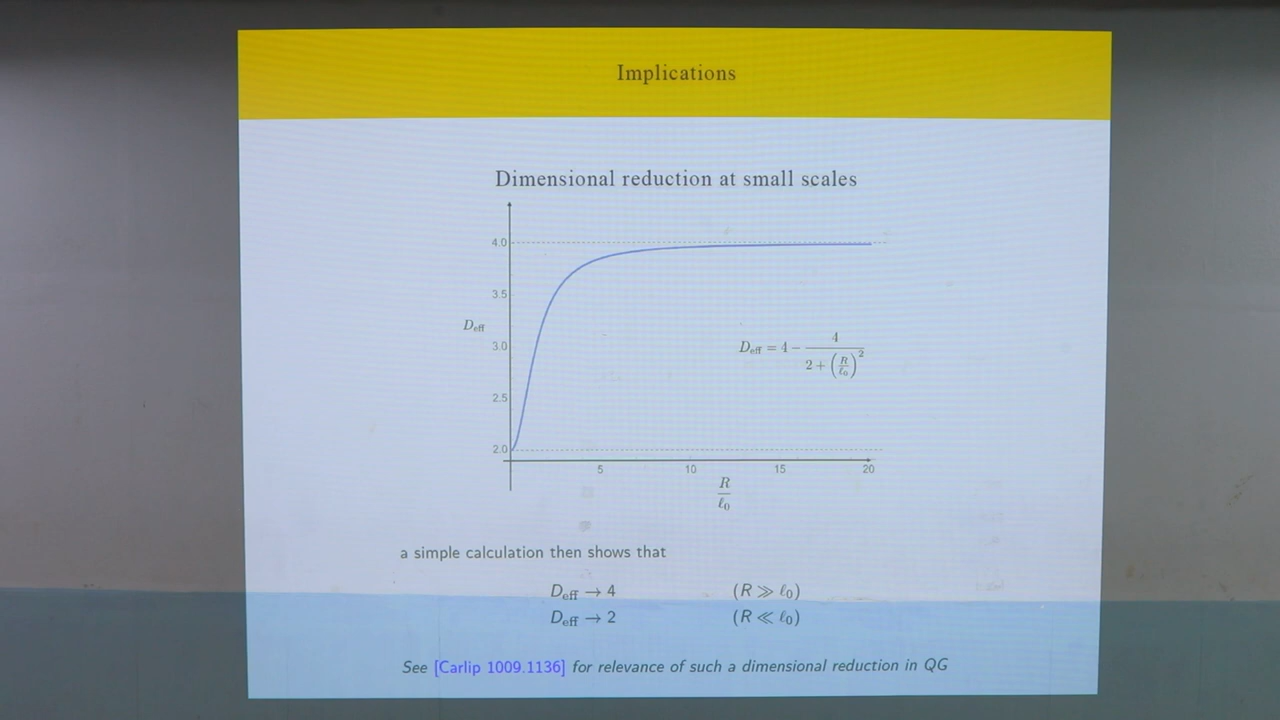 Implications
Dimensional reduction at small scales
4.0
3.5
D_eff
3.0
D_eff = 4 − 4 / (2 + (R/ℓ₀)²)
2.5
2.0
5 10 15 20
R/ℓ₀
a simple calculation then shows that
D_eff → 4 (R ≫ ℓ₀)
D_eff → 2 (R ≪ ℓ₀)
See [Carlip 1009.1136] for relevance of such a dimensional reduction in QG